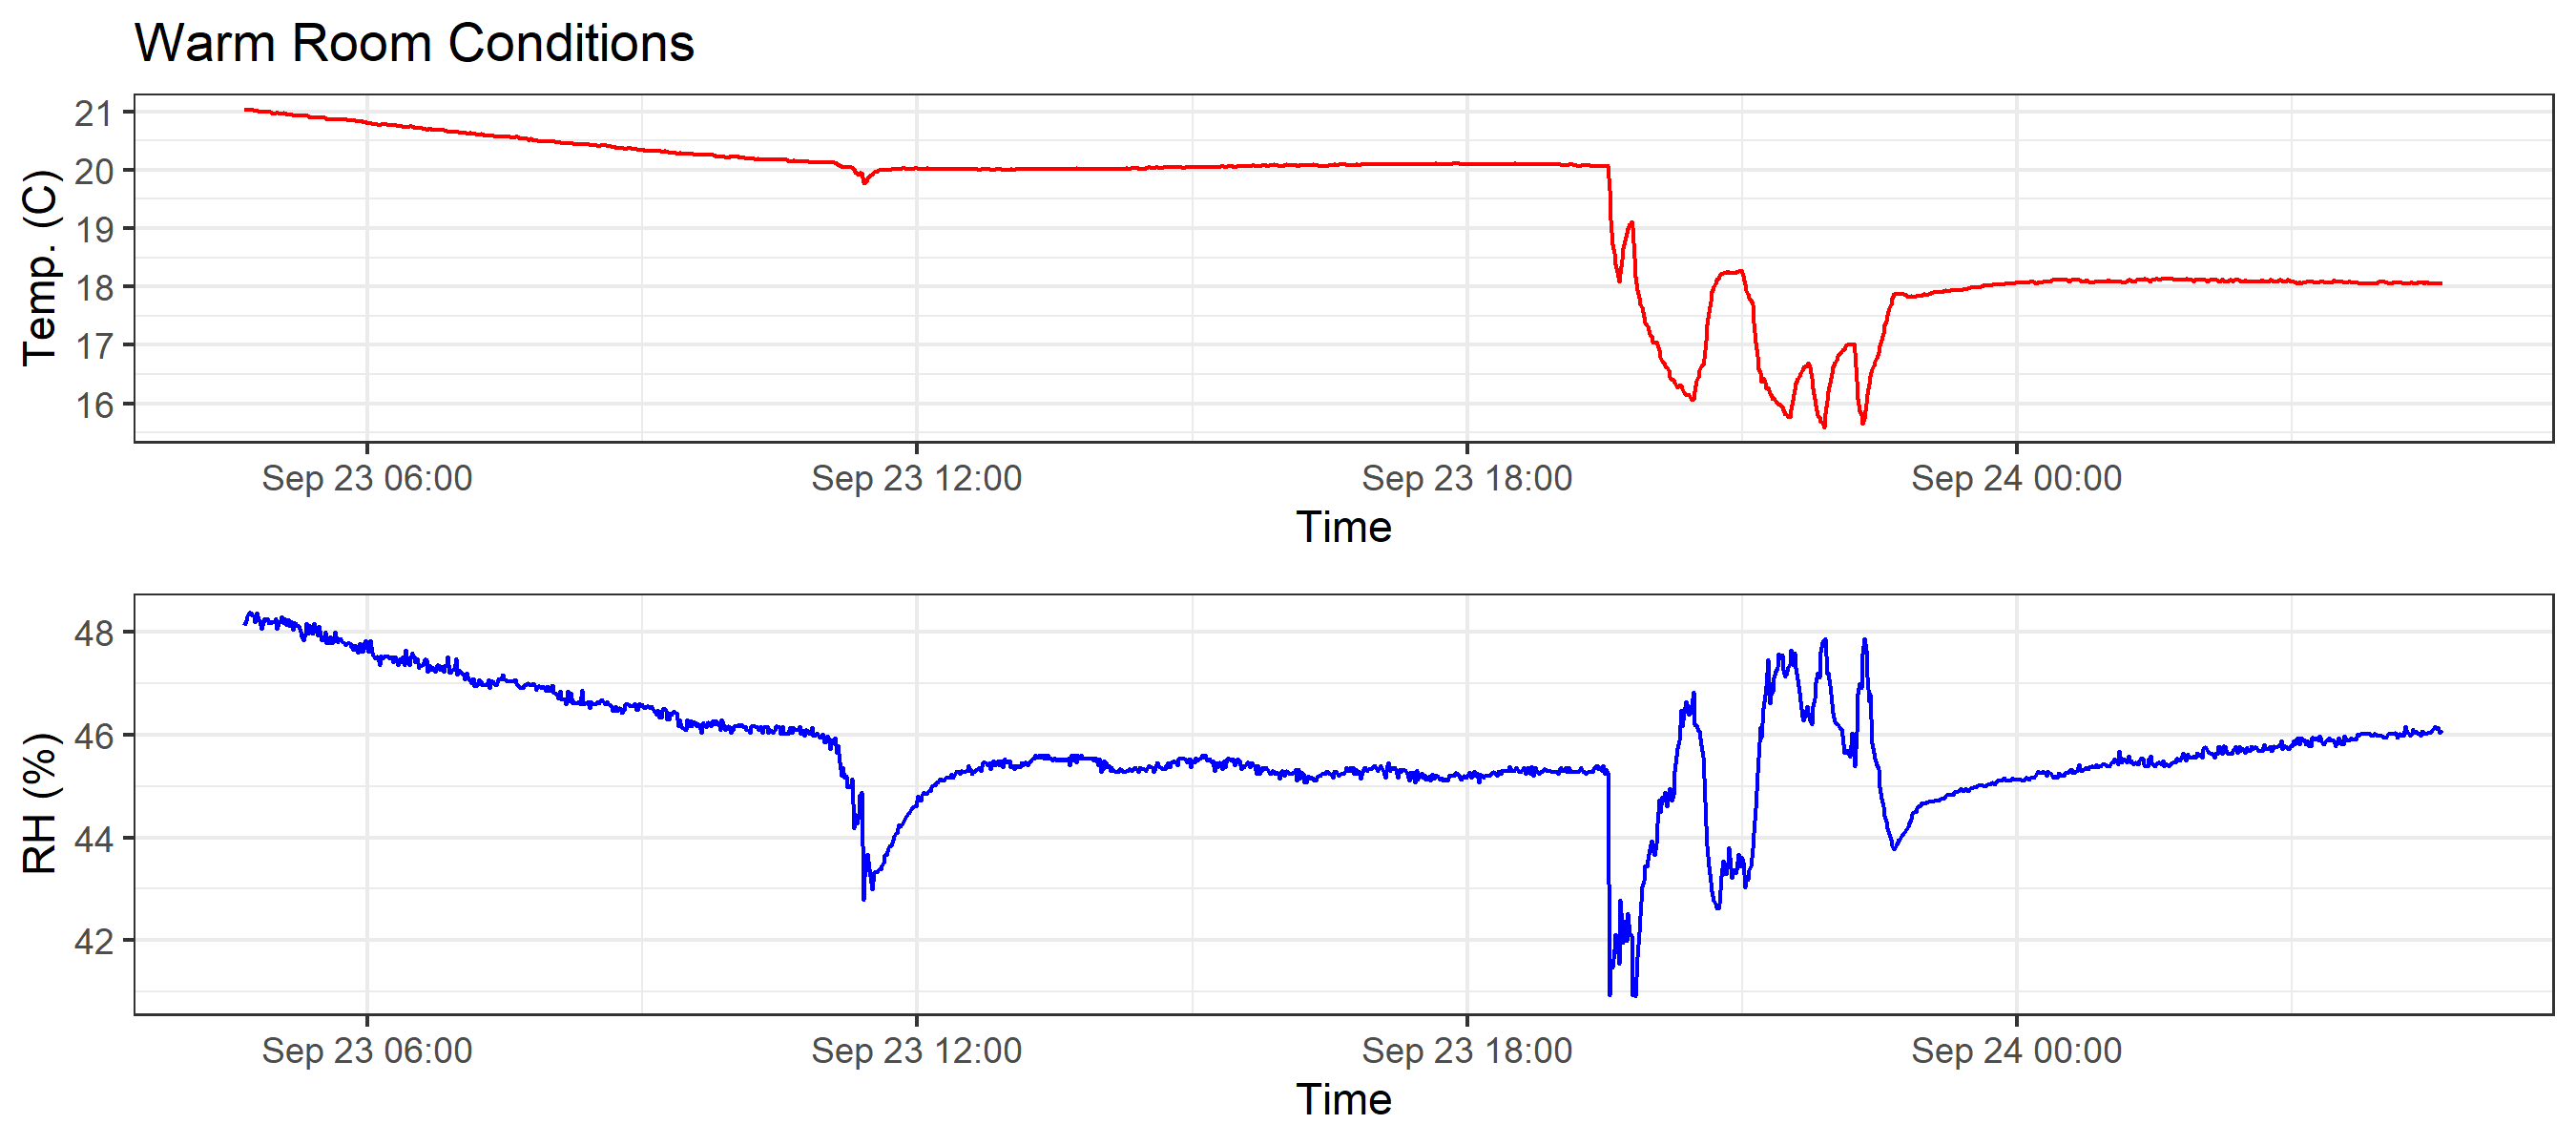 Warm Room Conditions
Temp. (C)
21
20
19
18
17
16
Sep 23 06:00 Sep 23 12:00 Sep 23 18:00 Sep 24 00:00
Time
RH (%)
48
46
44
42
Sep 23 06:00 Sep 23 12:00 Sep 23 18:00 Sep 24 00:00
Time